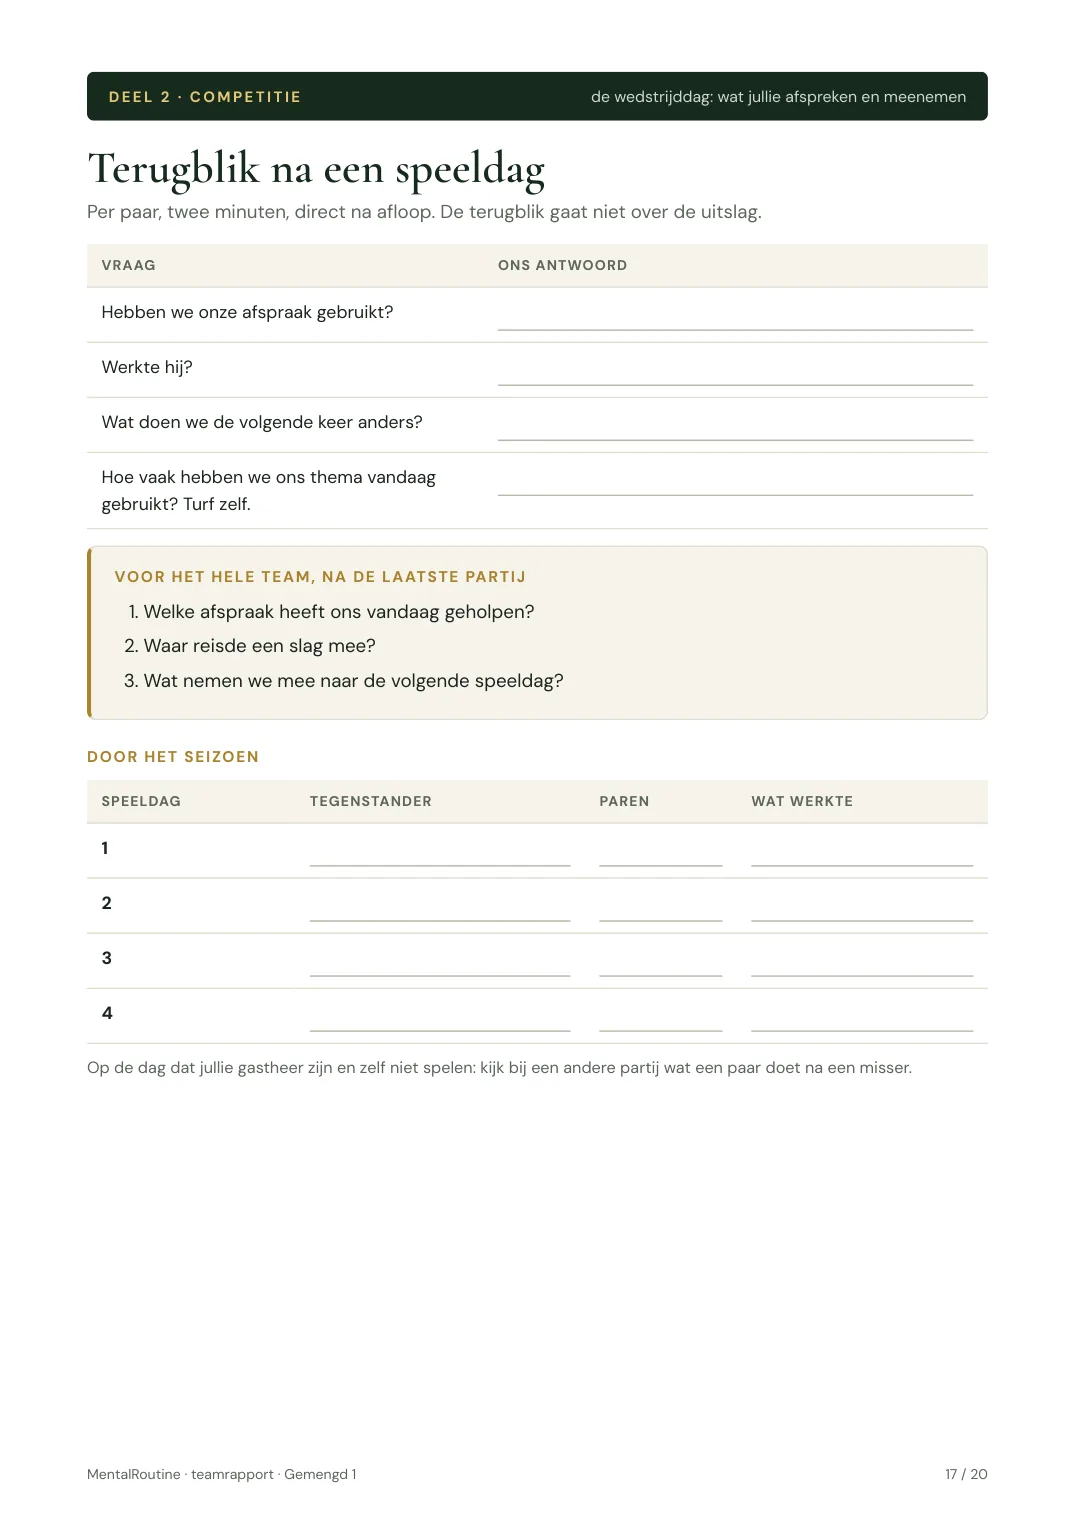 DEEL 2 · COMPETITIE
de wedstrijddag: wat jullie afspreken en meenemen
Terugblik na een speeldag
Per paar, twee minuten, direct na afloop. De terugblik gaat niet over de uitslag.
VRAAG ONS ANTWOORD
Hebben we onze afspraak gebruikt?
Werkte hij?
Wat doen we de volgende keer anders?
Hoe vaak hebben we ons thema vandaag
gebruikt? Turf zelf.
VOOR HET HELE TEAM, NA DE LAATSTE PARTIJ
1. Welke afspraak heeft ons vandaag geholpen?
2. Waar reisde een slag mee?
3. Wat nemen we mee naar de volgende speeldag?
DOOR HET SEIZOEN
SPEELDAG TEGENSTANDER PAREN WAT WERKTE
1
2
3
4
Op de dag dat jullie gastheer zijn en zelf niet spelen: kijk bij een andere partij wat een paar doet na een misser.
MentalRoutine · teamrapport · Gemengd 1
17 / 20